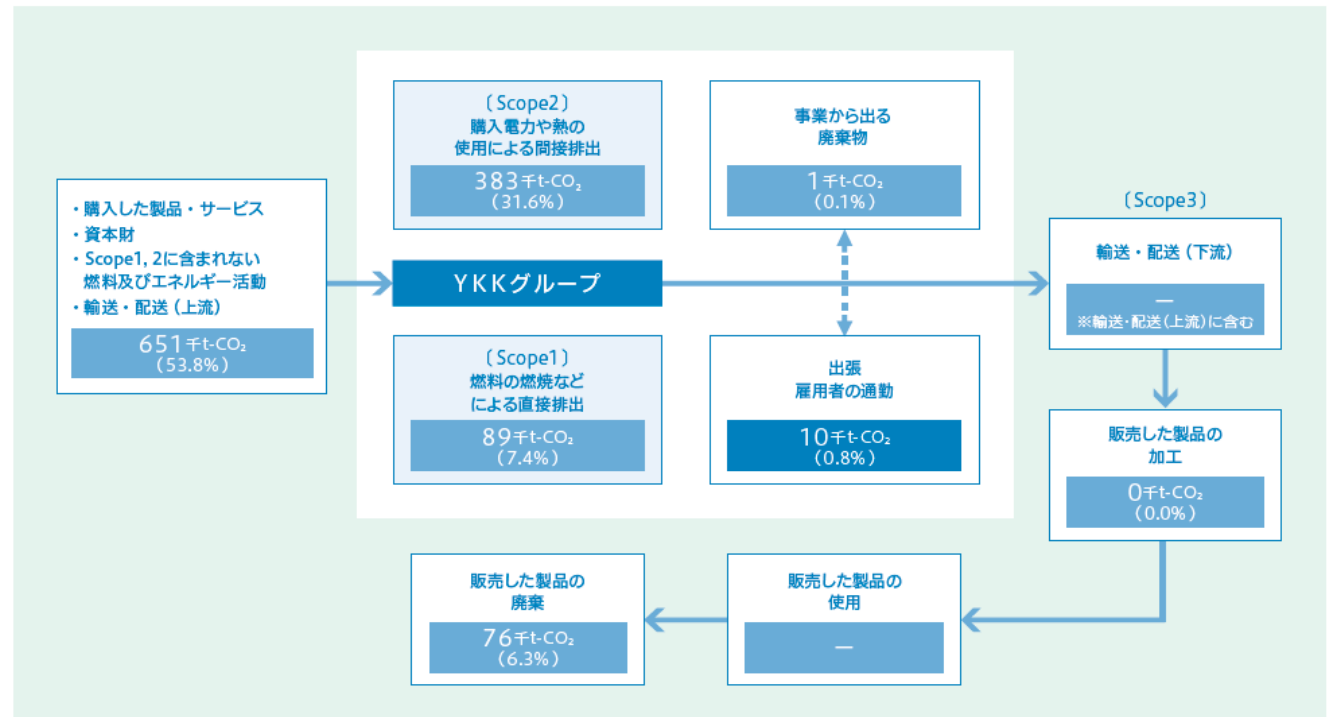 ・購入した製品・サービス
・資本財
・Scope1, 2に含まれない
燃料及びエネルギー活動
・輸送・配送（上流）
651千t-CO₂
（53.8%）
〔Scope2〕
購入電力や熱の
使用による間接排出
383千t-CO₂
（31.6%）
YKKグループ
〔Scope1〕
燃料の燃焼など
による直接排出
89千t-CO₂
（7.4%）
事業から出る
廃棄物
1千t-CO₂
（0.1%）
出張
雇用者の通勤
10千t-CO₂
（0.8%）
〔Scope3〕
輸送・配送（下流）
―
※輸送・配送（上流）に含む
販売した製品の
加工
0千t-CO₂
（0.0%）
販売した製品の
使用
―
販売した製品の
廃棄
76千t-CO₂
（6.3%）